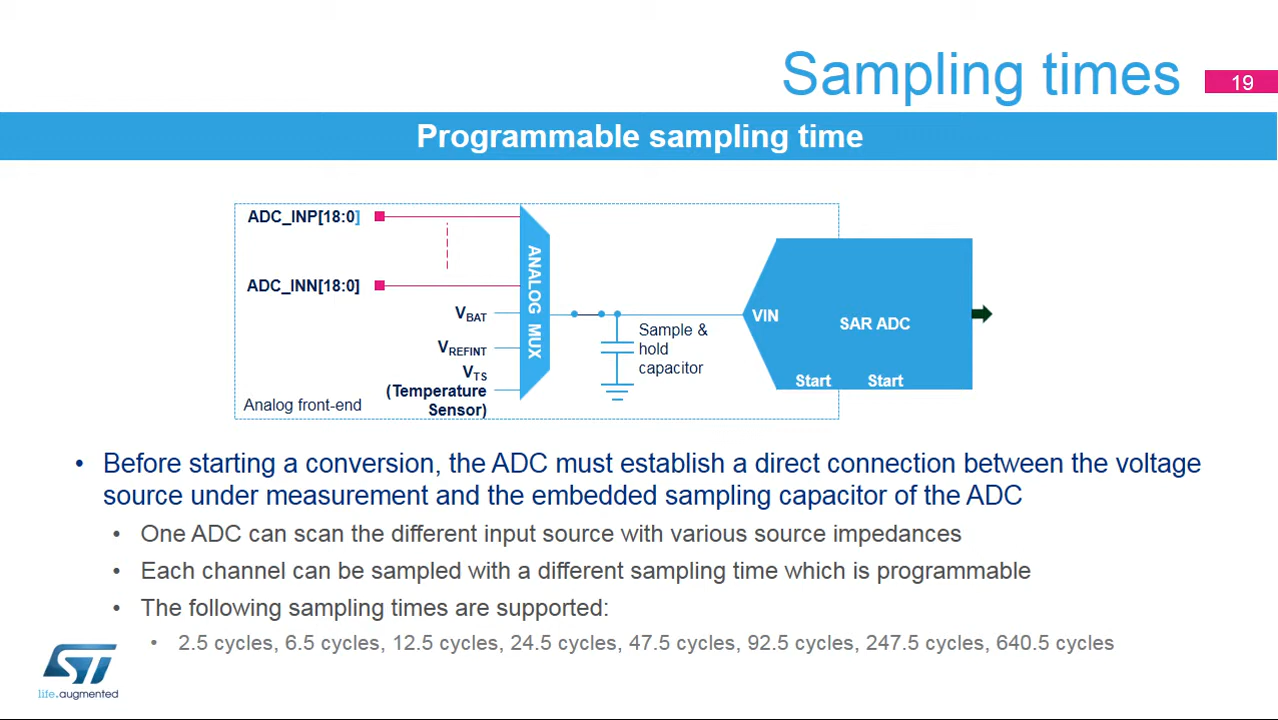 Sampling times
19
Programmable sampling time
ADC_INP[18:0]
ADC_INN[18:0]
VBAT
VREFINT
VTS
(Temperature
Sensor)
Analog front-end
ANALOG MUX
Sample &
hold
capacitor
VIN
SAR ADC
Start Start
• Before starting a conversion, the ADC must establish a direct connection between the voltage
source under measurement and the embedded sampling capacitor of the ADC
• One ADC can scan the different input source with various source impedances
• Each channel can be sampled with a different sampling time which is programmable
• The following sampling times are supported:
• 2.5 cycles, 6.5 cycles, 12.5 cycles, 24.5 cycles, 47.5 cycles, 92.5 cycles, 247.5 cycles, 640.5 cycles
ST
life.augmented